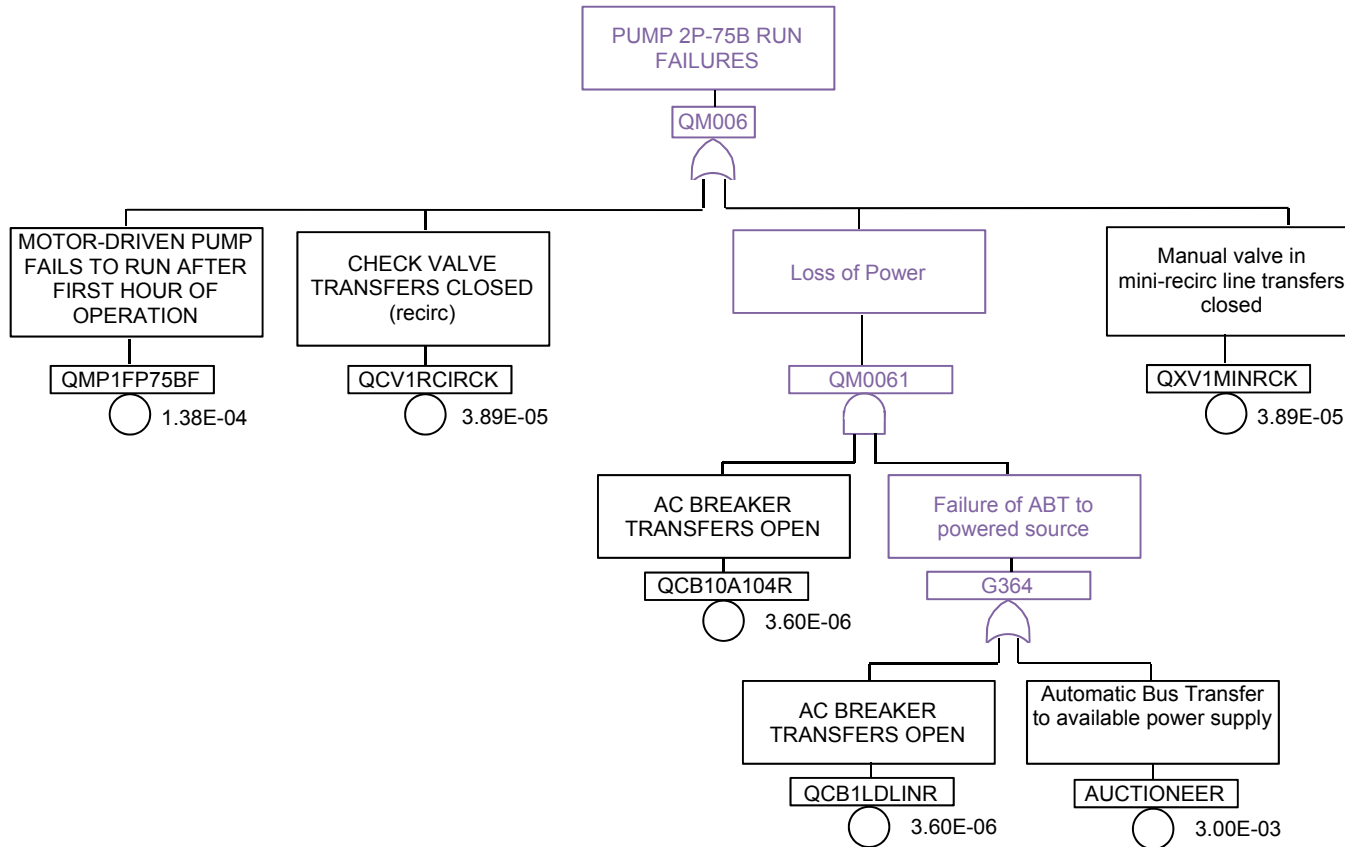 PUMP 2P-75B RUN
FAILURES
QM006
MOTOR-DRIVEN PUMP
FAILS TO RUN AFTER
FIRST HOUR OF
OPERATION
QMP1FP75BF
1.38E-04
CHECK VALVE
TRANSFERS CLOSED
(recirc)
QCV1RCIRCK
3.89E-05
Loss of Power
QM0061
Manual valve in
mini-recirc line transfers
closed
QXV1MINRCK
3.89E-05
AC BREAKER
TRANSFERS OPEN
QCB10A104R
3.60E-06
Failure of ABT to
powered source
G364
AC BREAKER
TRANSFERS OPEN
QCB1LDLINR
3.60E-06
Automatic Bus Transfer
to available power supply
AUCTIONEER
3.00E-03